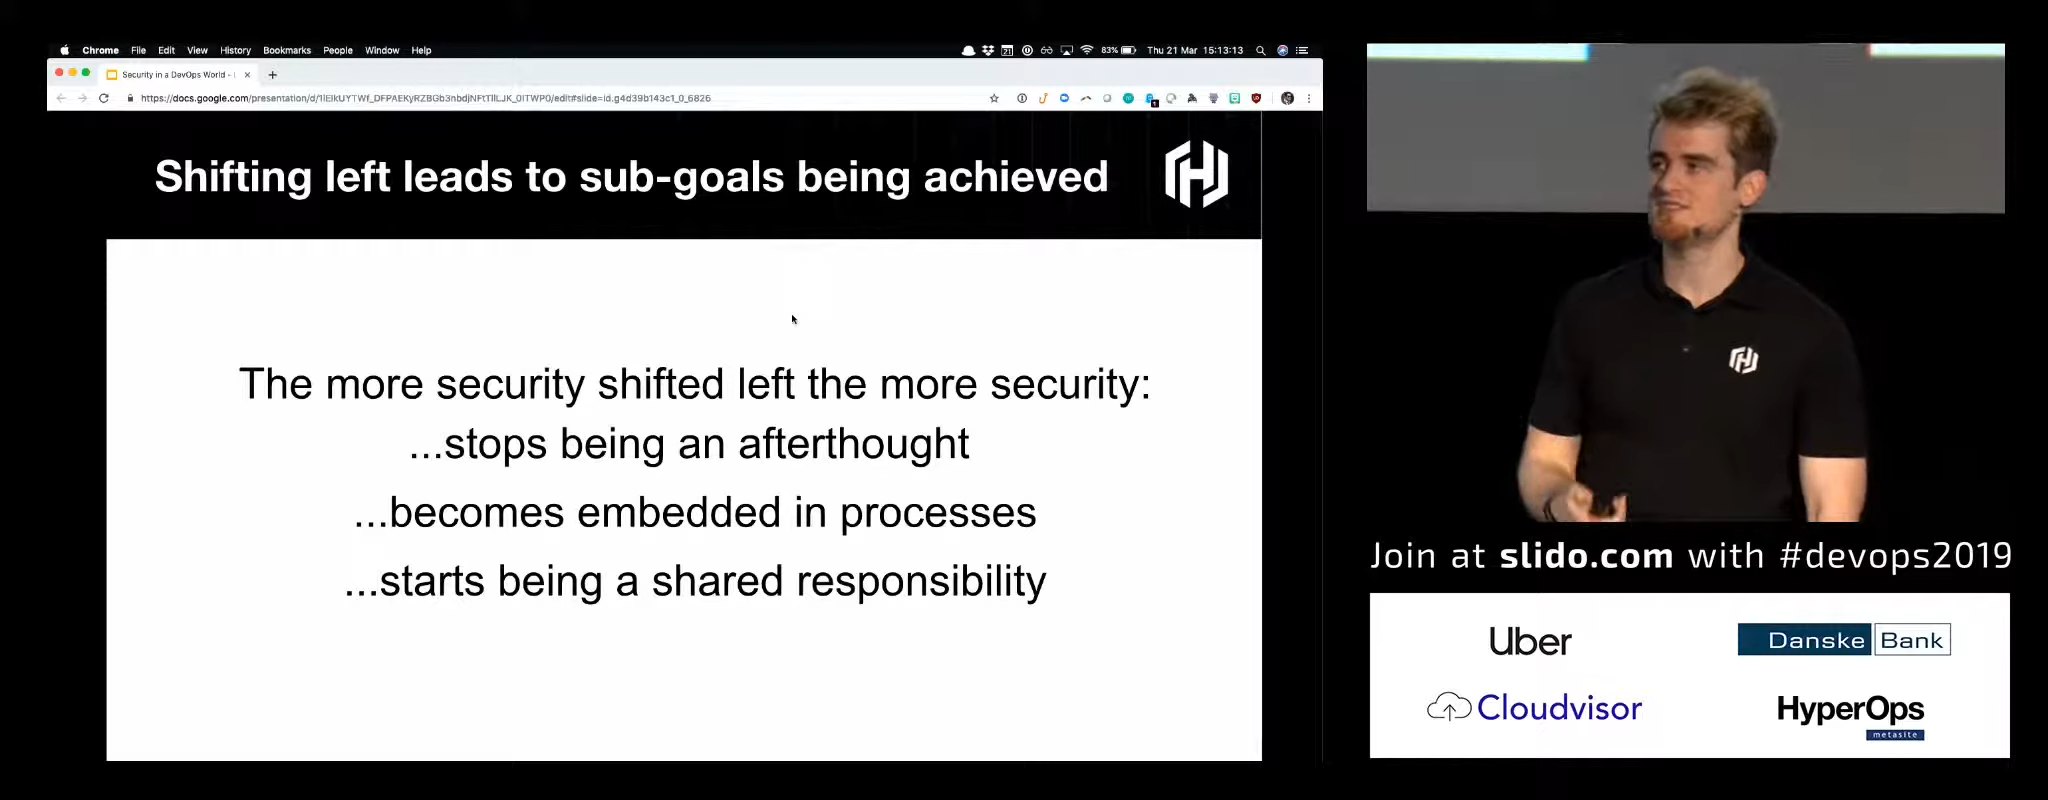 Chrome File Edit View History Bookmarks People Window Help
83% Thu 21 Mar 15:13:13
Security in a DevOps World -
Shifting left leads to sub-goals being achieved
The more security shifted left the more security:
...stops being an afterthought
...becomes embedded in processes
...starts being a shared responsibility
Join at slido.com with #devops2019
Uber
Danske Bank
Cloudvisor
HyperOps
metasite